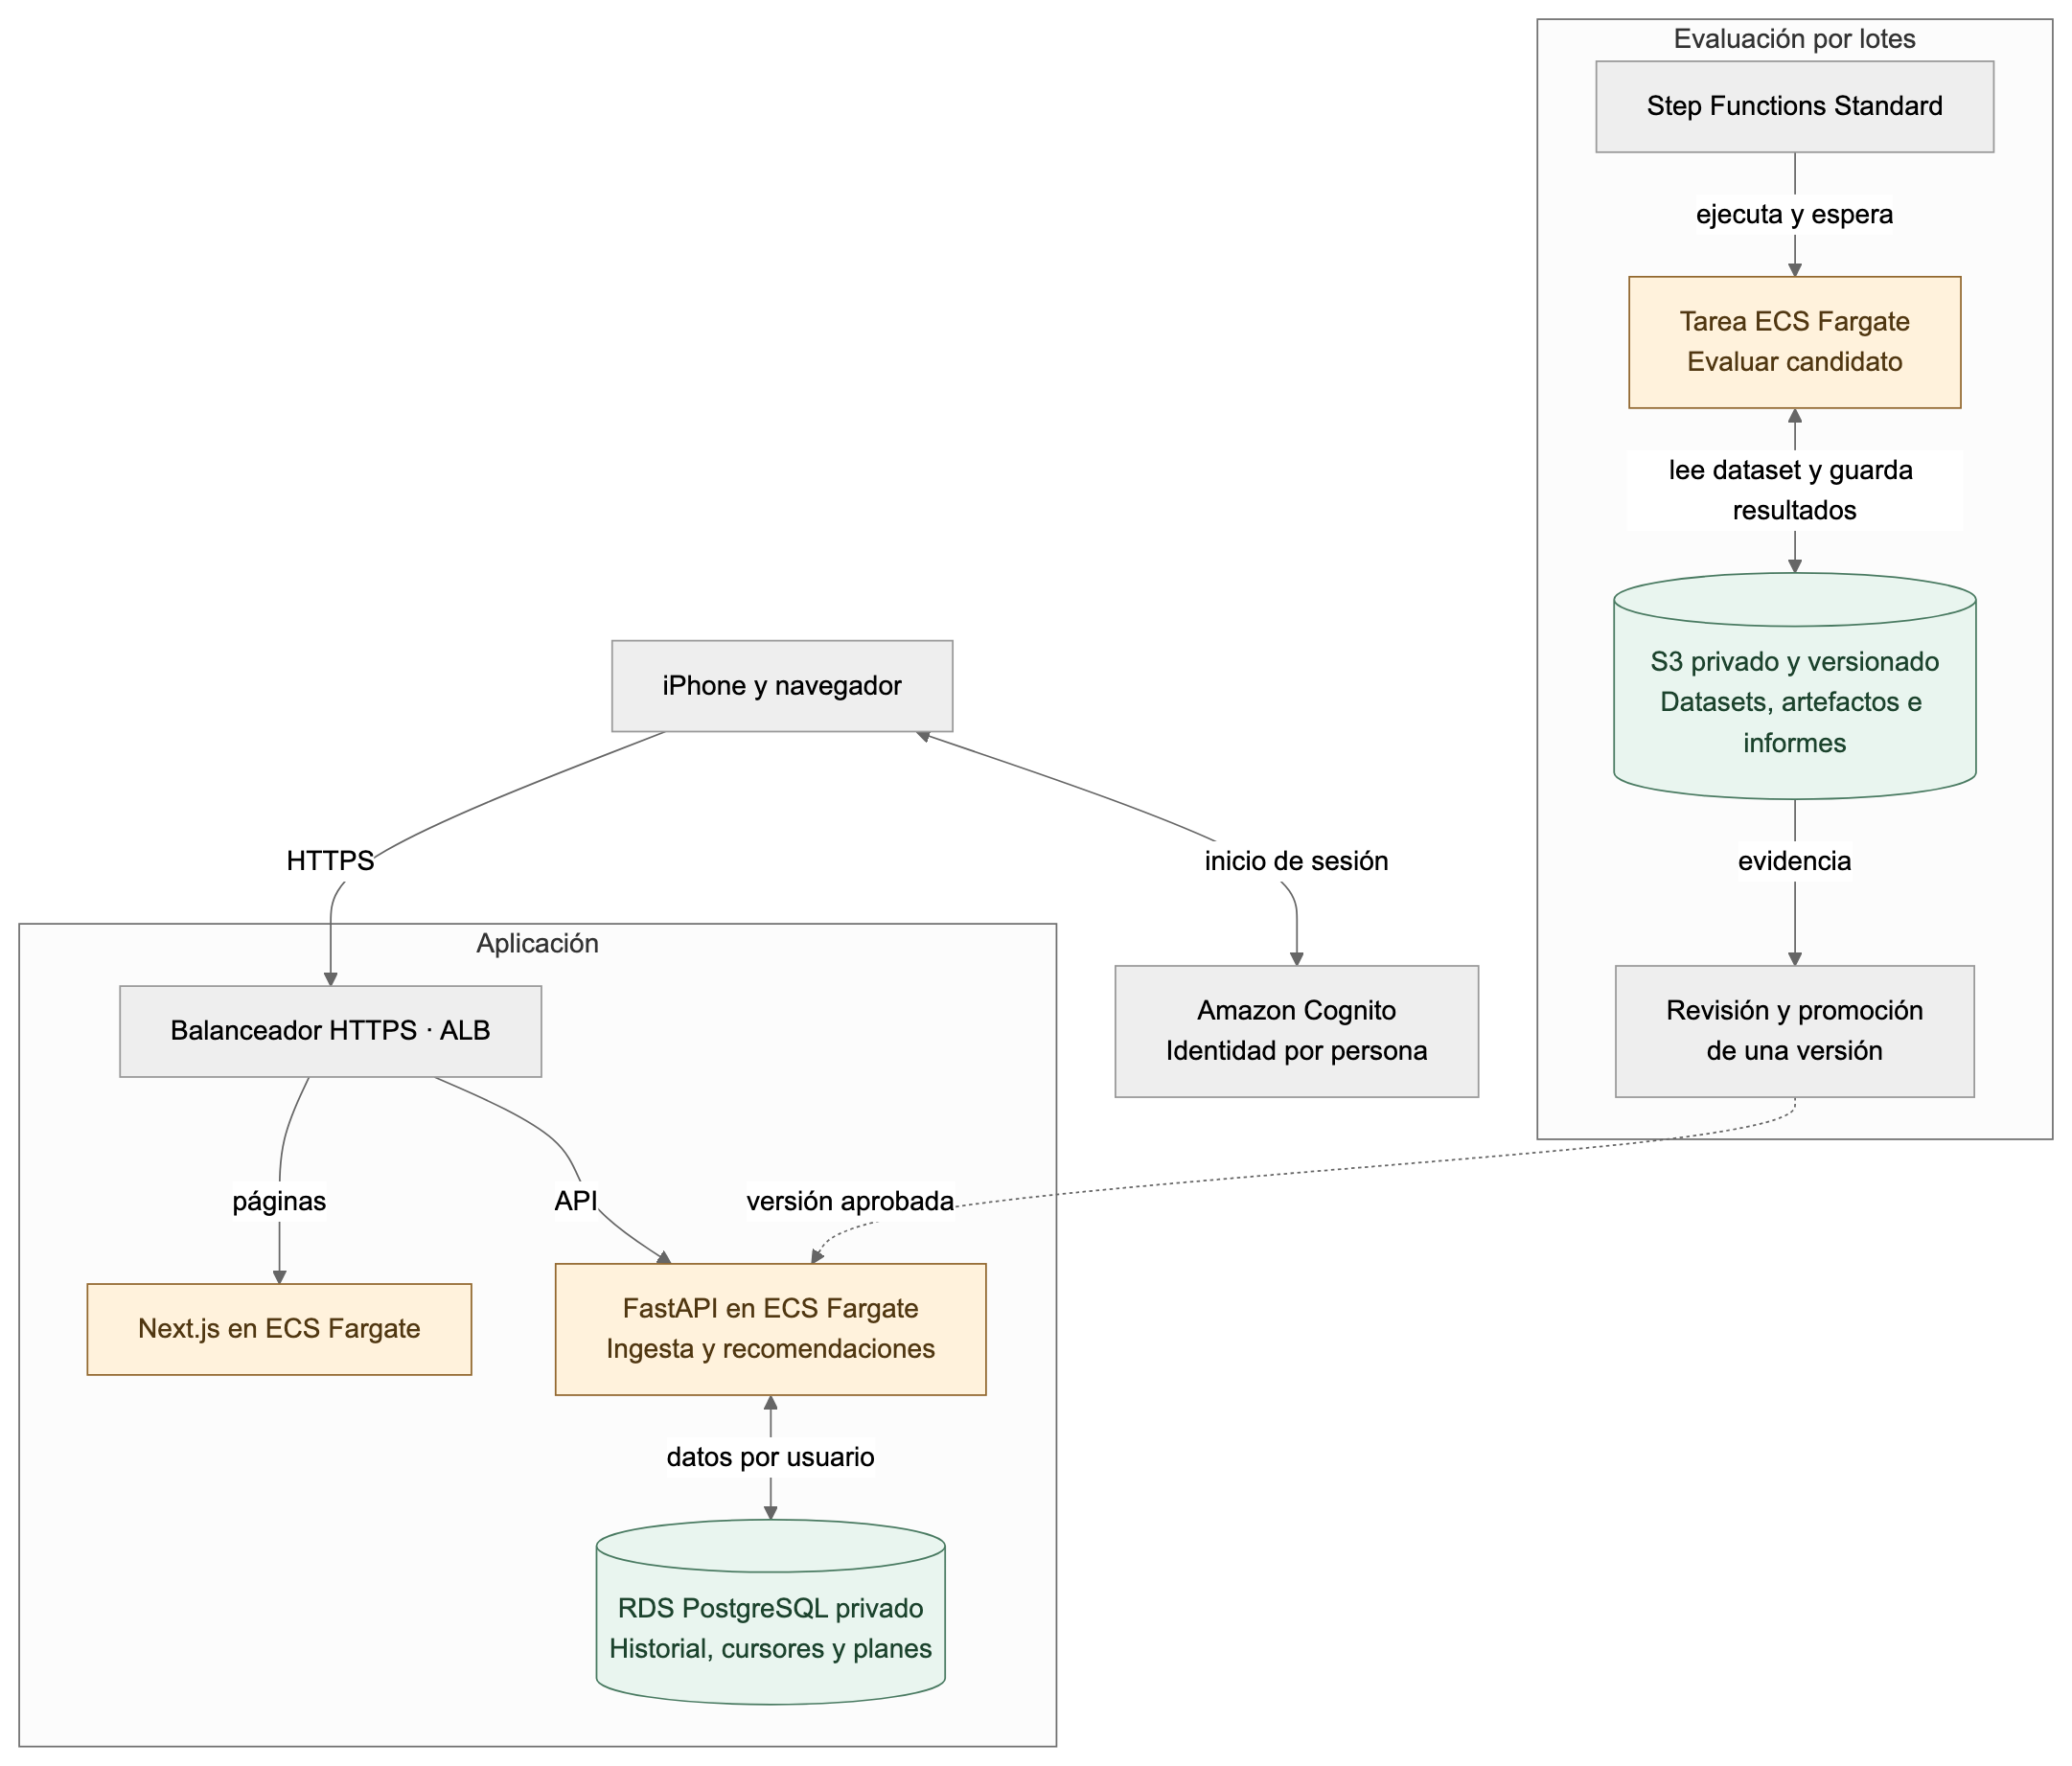 Evaluación por lotes
Step Functions Standard
ejecuta y espera
Tarea ECS Fargate
Evaluar candidato
lee dataset y guarda
resultados
S3 privado y versionado
Datasets, artefactos e
informes
evidencia
Revisión y promoción
de una versión
iPhone y navegador
HTTPS
inicio de sesión
Amazon Cognito
Identidad por persona
Aplicación
Balanceador HTTPS · ALB
páginas
API
versión aprobada
Next.js en ECS Fargate
FastAPI en ECS Fargate
Ingesta y recomendaciones
datos por usuario
RDS PostgreSQL privado
Historial, cursores y planes